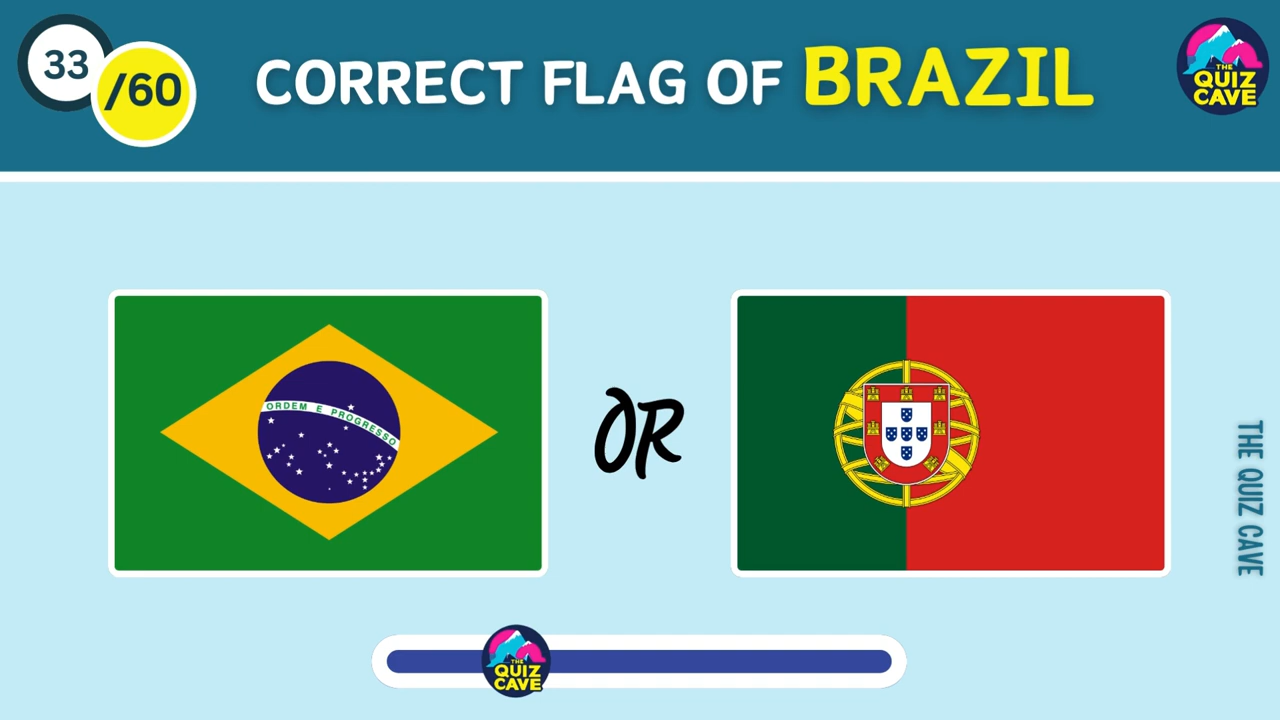 33
/60
CORRECT FLAG OF BRAZIL
THE
QUIZ
CAVE
ORDEM E PROGRESSO
OR
THE QUIZ CAVE
THE
QUIZ
CAVE